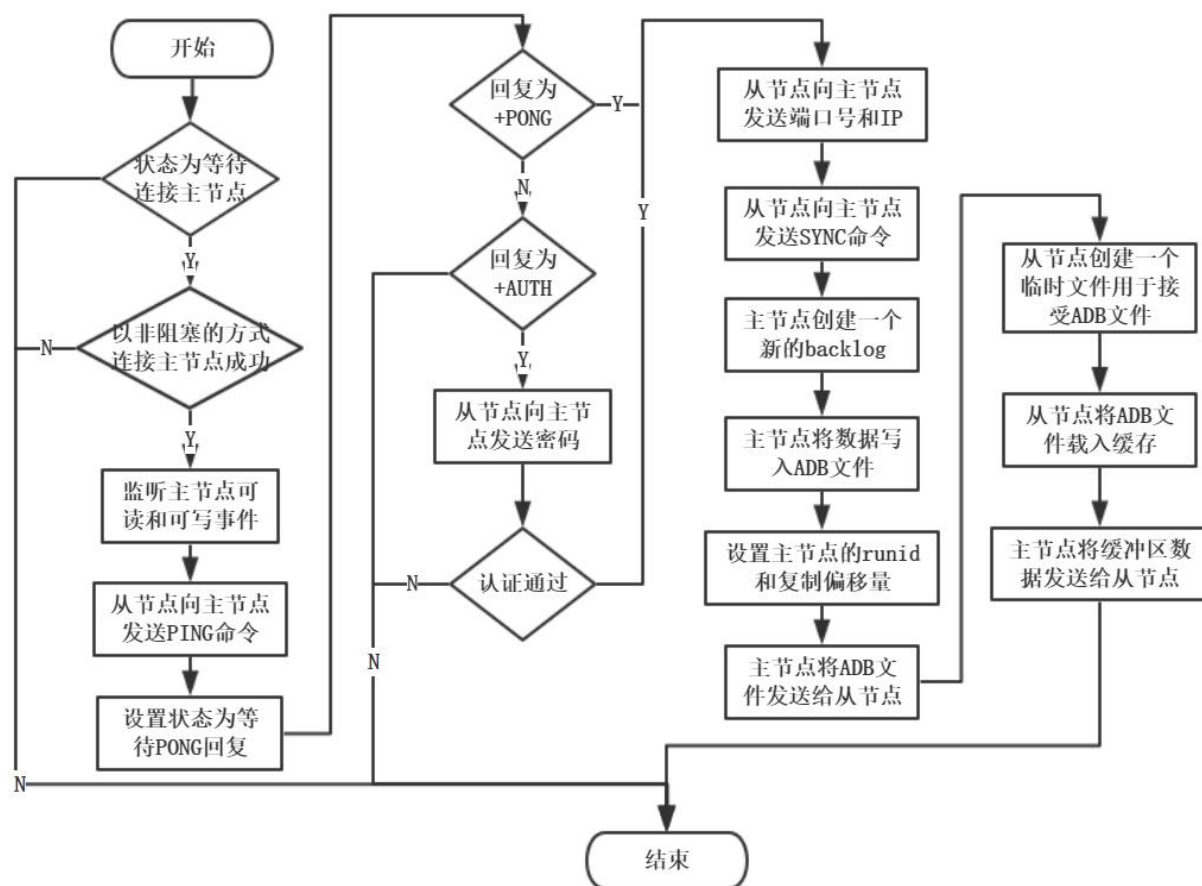 开始
状态为等待
连接主节点
Y
以非阻塞的方式
连接主节点成功
N
Y
监听主节点可
读和可写事件
从节点向主节点
发送PING命令
设置状态为等
待PONG回复
N
回复为
+PONG
Y
N
回复为
+AUTH
Y
从节点向主节
点发送密码
认证通过
N
N
Y
从节点向主节点
发送端口号和IP
从节点向主节点
发送SYNC命令
主节点创建一个
新的backlog
主节点将数据写
入ADB文件
设置主节点的runid
和复制偏移量
主节点将ADB文
件发送给从节点
从节点创建一个
临时文件用于接
受ADB文件
从节点将ADB文
件载入缓存
主节点将缓冲区数
据发送给从节点
结束